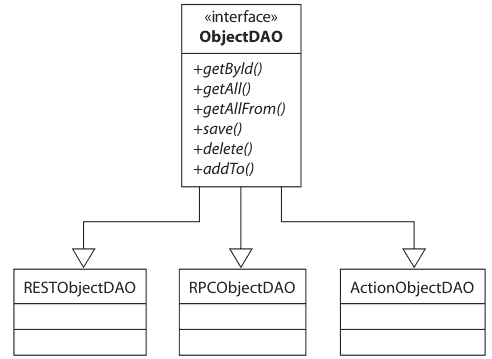 «interface»
ObjectDAO
+getById()
+getAll()
+getAllFrom()
+save()
+delete()
+addTo()
RESTObjectDAO
RPCObjectDAO
ActionObjectDAO